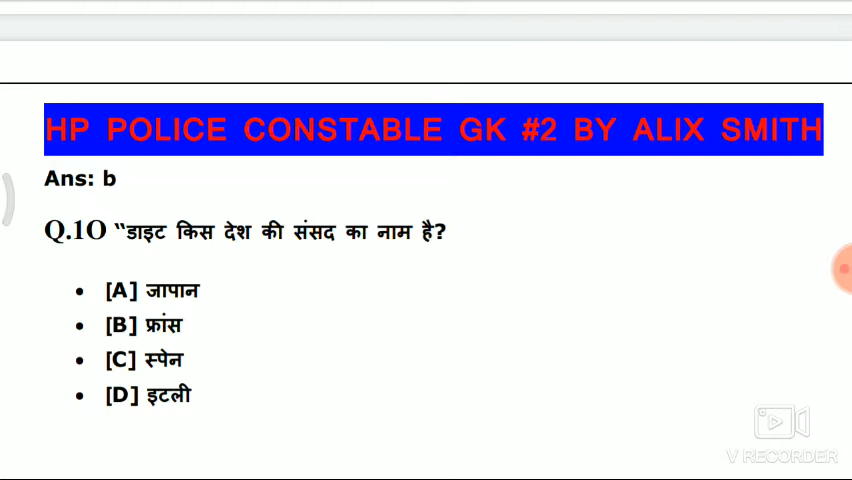 HP POLICE CONSTABLE GK #2 BY ALIX SMITH
Ans: b
Q.1O “डाइट किस देश की संसद का नाम है?
• [A] जापान
• [B] फ्रांस
• [C] स्पेन
• [D] इटली
V RECORDER